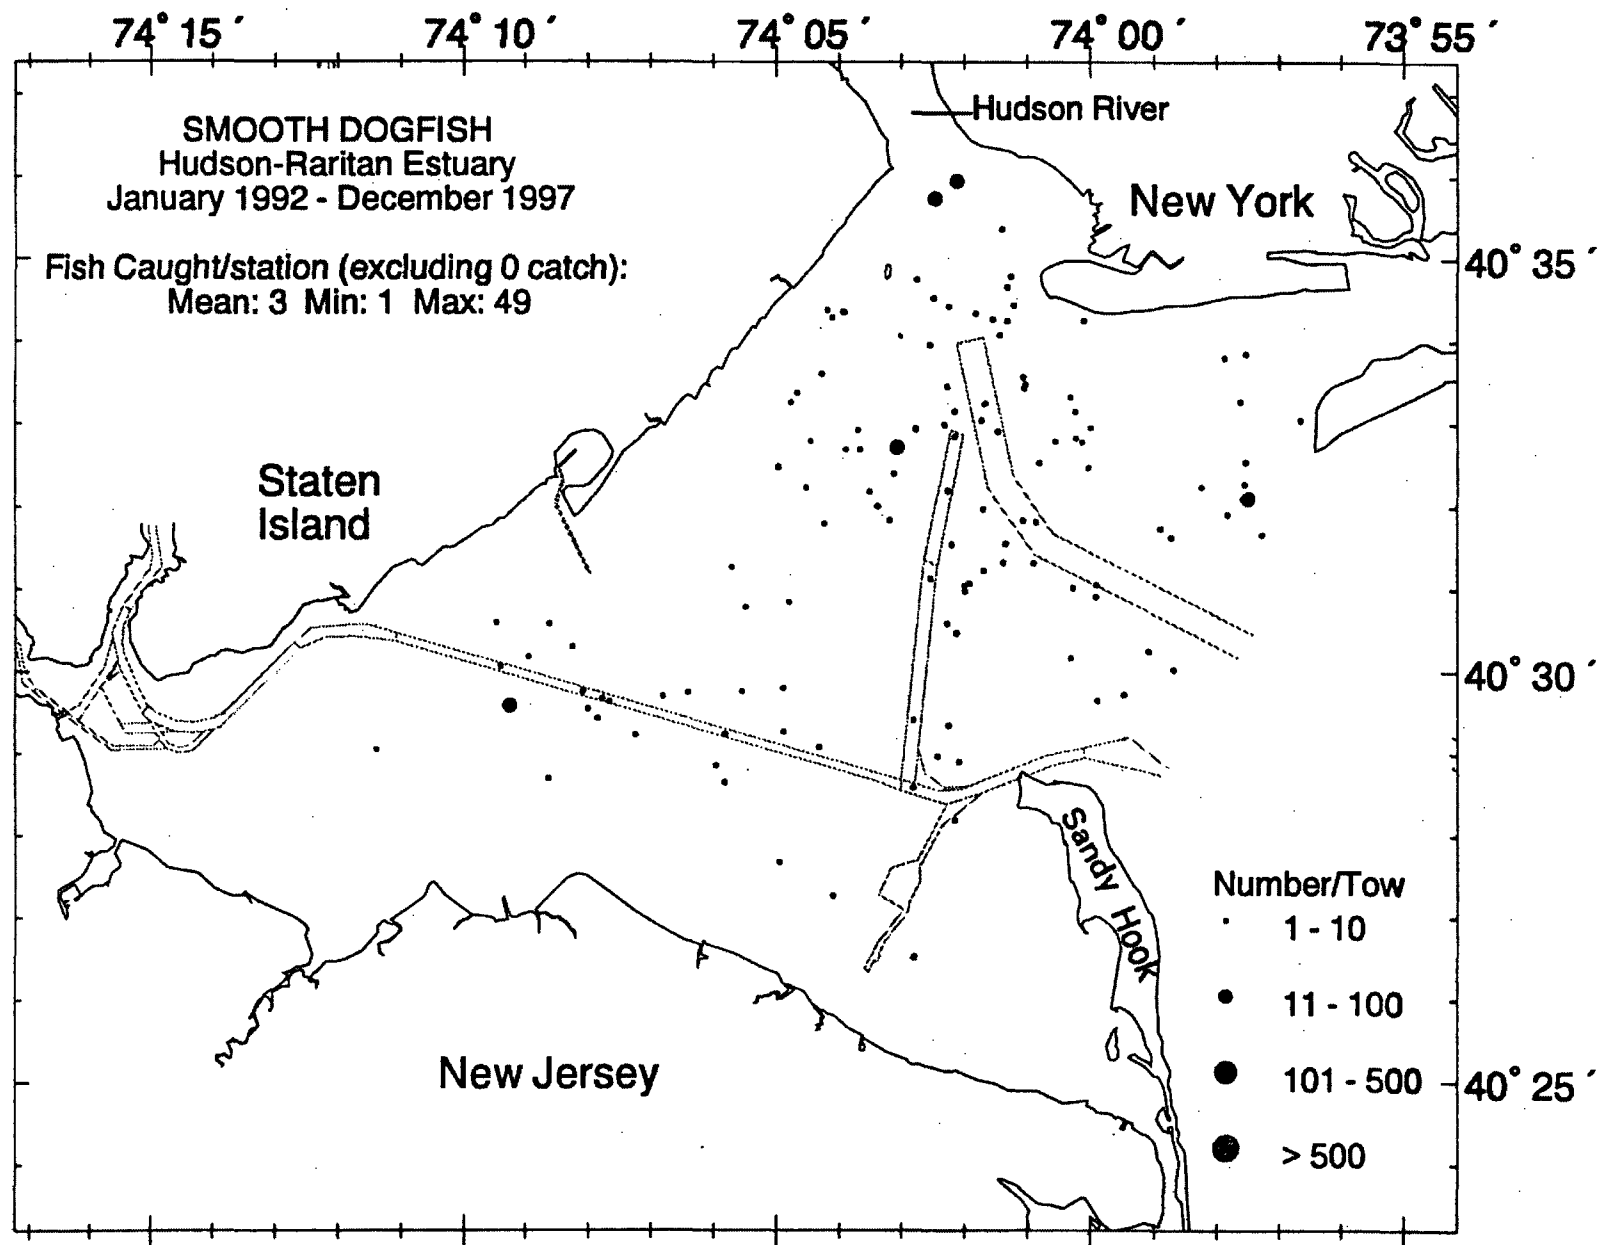 74° 15´ 74° 10´ 74° 05´ 74° 00´ 73° 55´
Hudson River
SMOOTH DOGFISH
Hudson-Raritan Estuary
January 1992 - December 1997
New York
40° 35´
Fish Caught/station (excluding 0 catch):
Mean: 3 Min: 1 Max: 49
Staten
Island
40° 30´
Sandy Hook
Number/Tow
1 - 10
11 - 100
New Jersey
101 - 500
40° 25´
> 500